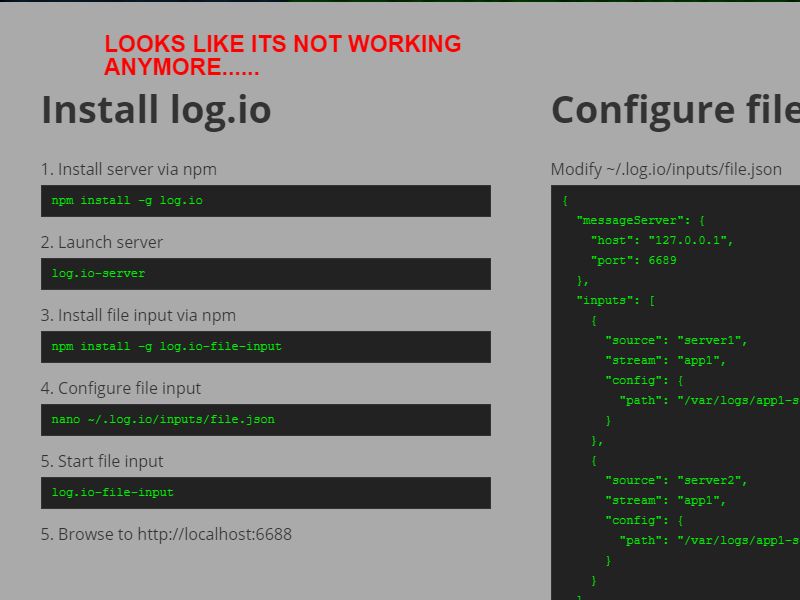 LOOKS LIKE ITS NOT WORKING
ANYMORE......
Install log.io
1. Install server via npm
npm install -g log.io
2. Launch server
log.io-server
3. Install file input via npm
npm install -g log.io-file-input
4. Configure file input
nano ~/.log.io/inputs/file.json
5. Start file input
log.io-file-input
5. Browse to http://localhost:6688
Configure file
Modify ~/.log.io/inputs/file.json
{
"messageServer": {
"host": "127.0.0.1",
"port": 6689
},
"inputs": [
{
"source": "server1",
"stream": "app1",
"config": {
"path": "/var/logs/app1-s
}
},
{
"source": "server2",
"stream": "app1",
"config": {
"path": "/var/logs/app1-s
}
}
]